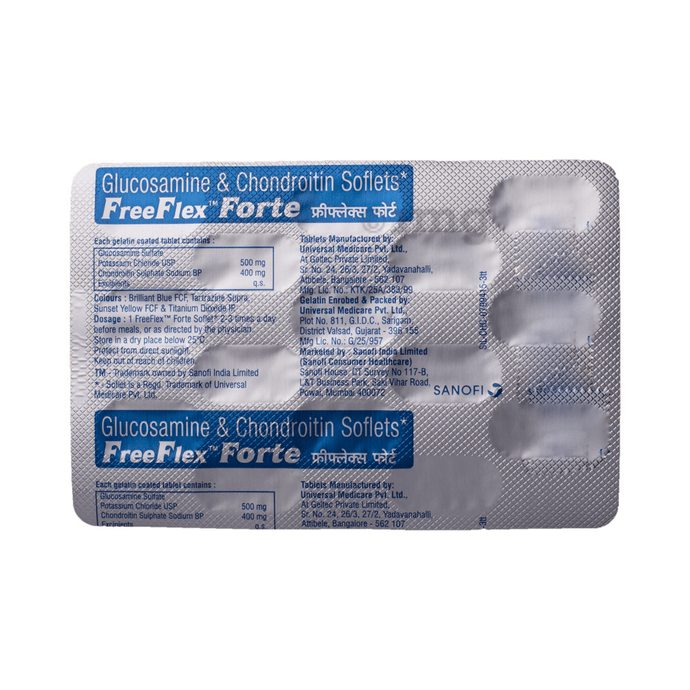 Glucosamine & Chondroitin Soflets*
FreeFlex™ Forte फ्रीफ्लेक्स फोर्ट
Each gelatin coated tablet contains :
Glucosamine Sulfate
Potassium Chloride USP 500 mg
Chondroitin Sulphate Sodium BP 400 mg
Excipients q.s.
Colours : Brilliant Blue FCF, Tartrazine Supra,
Sunset Yellow FCF & Titanium Dioxide IP.
Dosage : 1 FreeFlex™ Forte Soflet* 2-3 times a day
before meals, or as directed by the physician.
Store in a dry place below 25°C.
Protect from direct sunlight.
Keep out of reach of children.
TM - Trademark owned by Sanofi India Limited
* - Soflet is a Regd. Trademark of Universal
Medicare Pvt. Ltd.
Tablets Manufactured by:
Universal Medicare Pvt. Ltd.,
At Geltec Private Limited,
Sr. No. 24, 26/3, 27/2, Yadavanahalli,
Attibele, Bangalore - 562 107
Mfg. Lic. No.: KTK/25A/383/99
Gelatin Enrobed & Packed by:
Universal Medicare Pvt. Ltd.,
Plot No. 811, G.I.D.C., Sarigam,
District Valsad, Gujarat - 396 155
Mfg Lic. No.: G/25/957
Marketed by : Sanofi India Limited
(Sanofi Consumer Healthcare)
Sanofi House, CT Survey No 117-B,
L&T Business Park, Saki Vihar Road,
Powai, Mumbai 400072
SANOFI
Glucosamine & Chondroitin Soflets*
FreeFlex™ Forte फ्रीफ्लेक्स फोर्ट
Each gelatin coated tablet contains :
Glucosamine Sulfate
Potassium Chloride USP 500 mg
Chondroitin Sulphate Sodium BP 400 mg
Excipients q.s.
Tablets Manufactured by:
Universal Medicare Pvt. Ltd.,
At Geltec Private Limited,
Sr. No. 24, 26/3, 27/2, Yadavanahalli,
Attibele, Bangalore - 562 107
-3tt